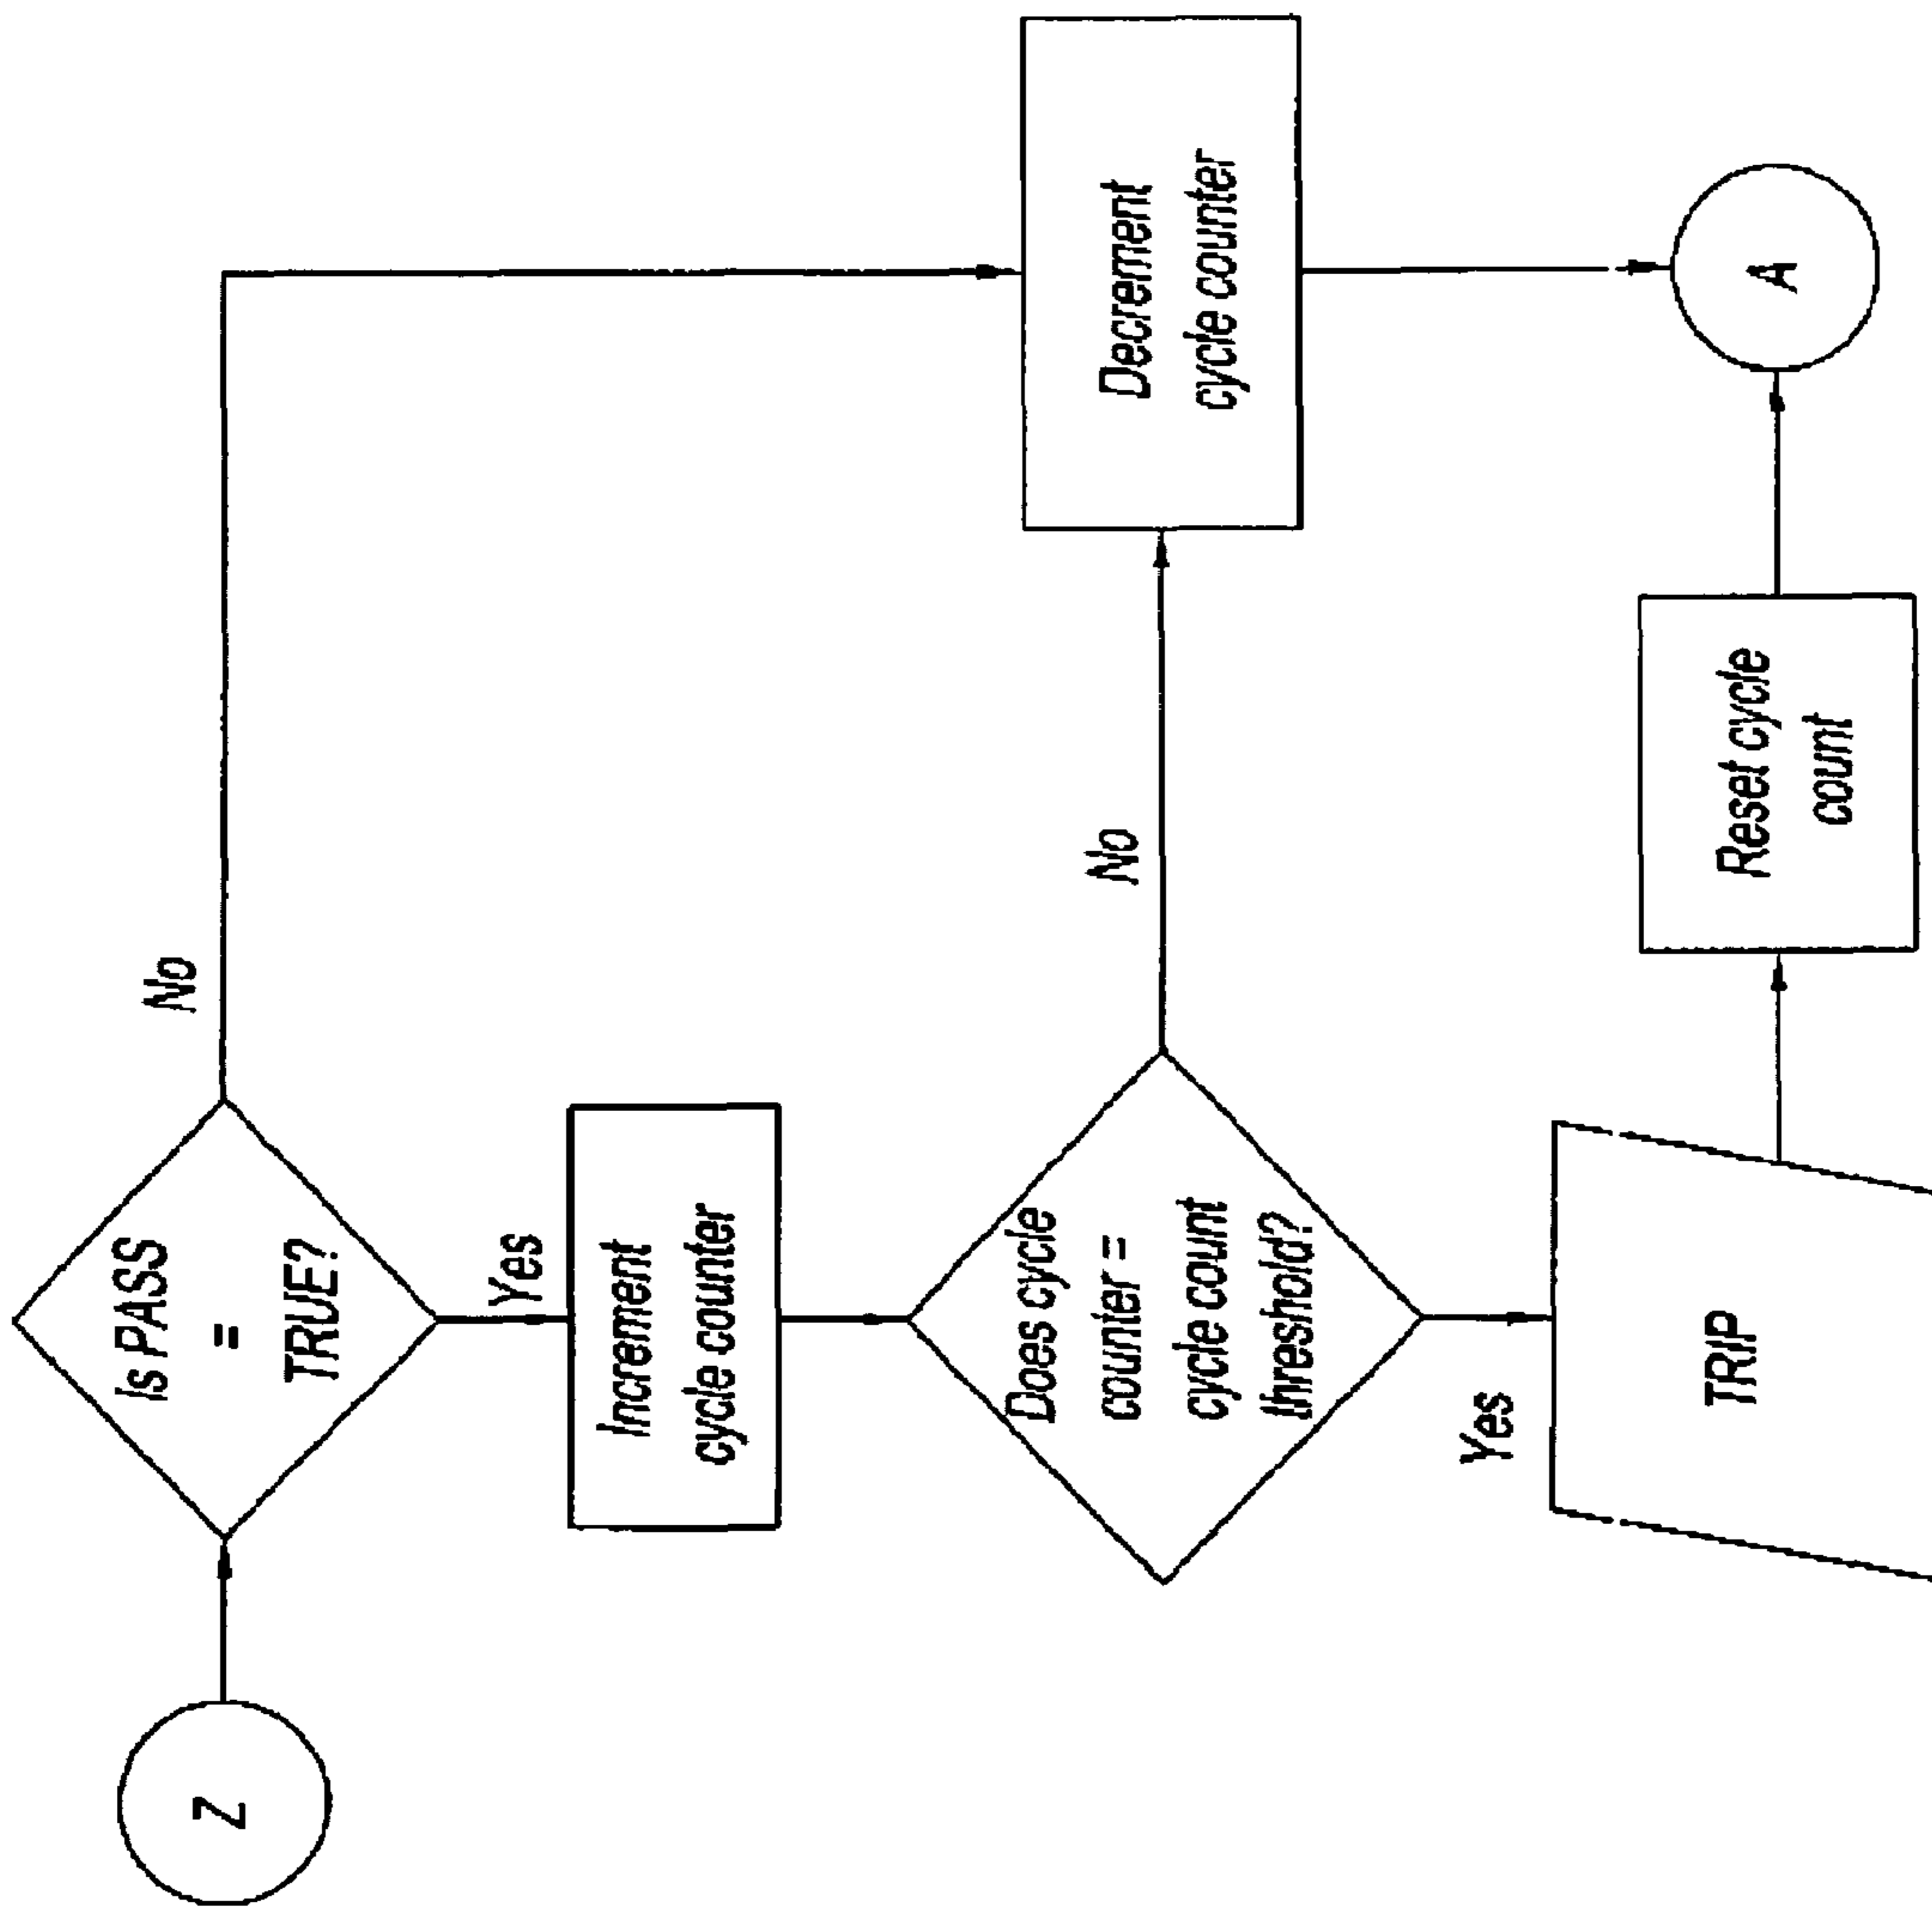 Z
Is PASS
=
TRUE?
No
Yes
Increment
cycle counter
Does cycle
counter =
cycle count
threshold?
No
Decrement
cycle counter
Yes
TRIP
Reset cycle
count
A